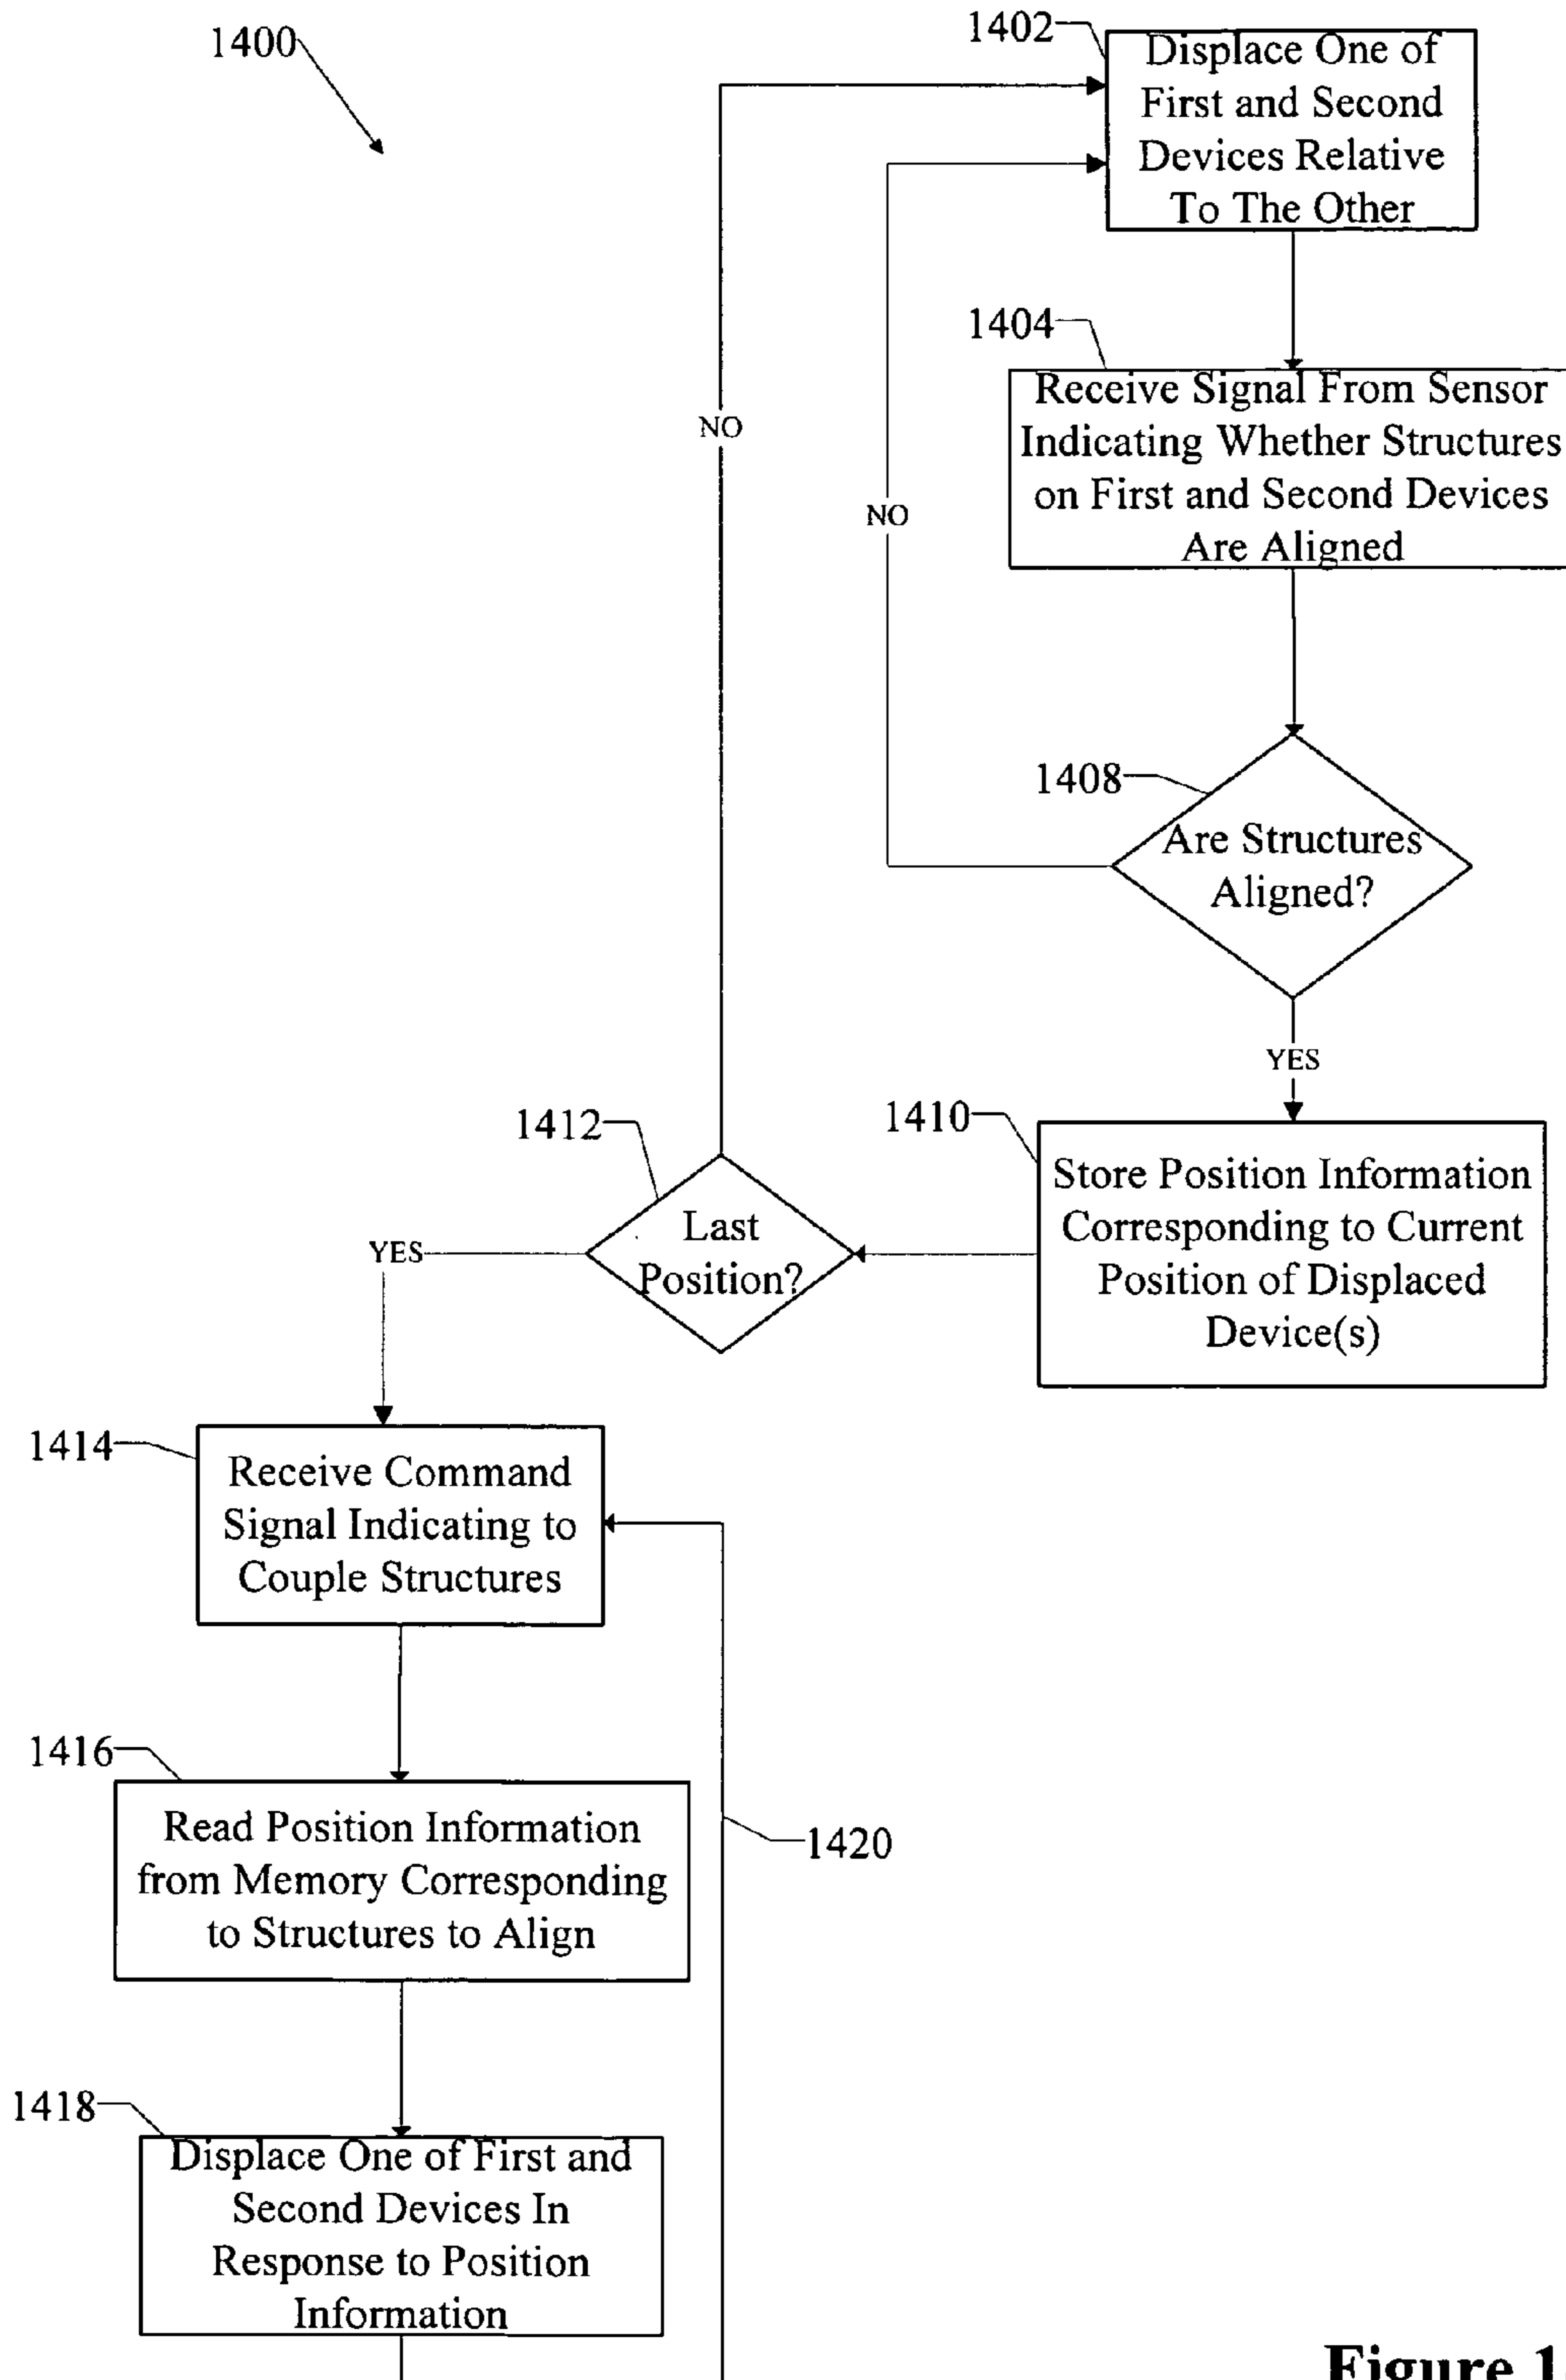 1400
1402
Displace One of
First and Second
Devices Relative
To The Other
1404
Receive Signal From Sensor
Indicating Whether Structures
on First and Second Devices
Are Aligned
NO
NO
1408
Are Structures
Aligned?
YES
1410
Store Position Information
Corresponding to Current
Position of Displaced
Device(s)
1412
Last
Position?
YES
1414
Receive Command
Signal Indicating to
Couple Structures
1416
Read Position Information
from Memory Corresponding
to Structures to Align
1420
1418
Displace One of First and
Second Devices In
Response to Position
Information
Figure 1